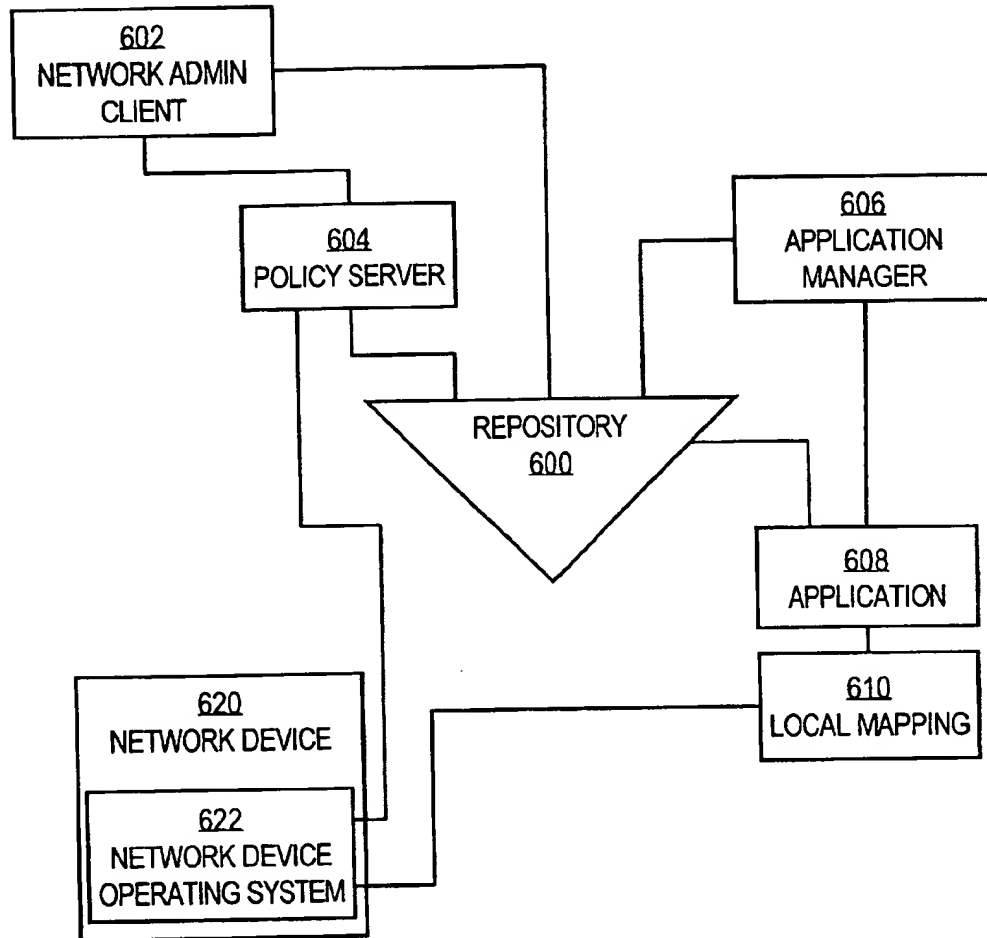 602
NETWORK ADMIN
CLIENT
604
POLICY SERVER
606
APPLICATION
MANAGER
REPOSITORY
600
608
APPLICATION
610
LOCAL MAPPING
620
NETWORK DEVICE
622
NETWORK DEVICE
OPERATING SYSTEM